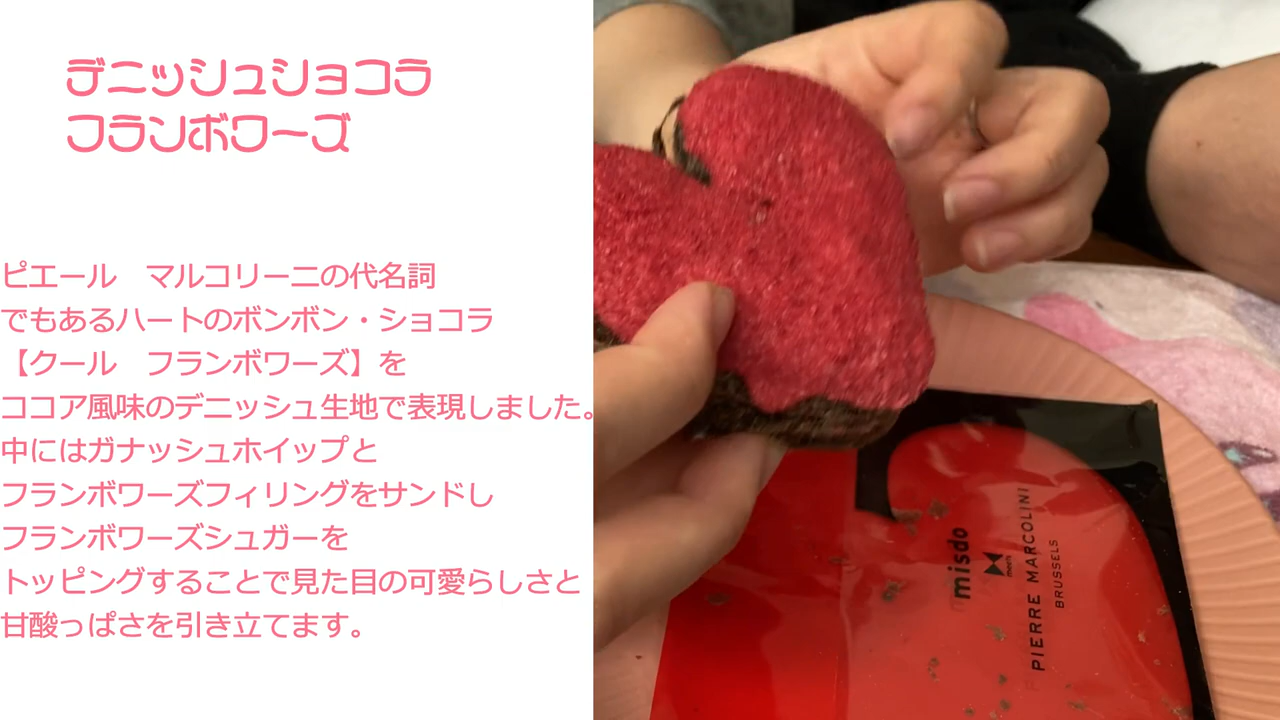 デニッシュショコラ
フランボワーズ
ピエール　マルコリーニの代名詞
でもあるハートのボンボン・ショコラ
【クール　フランボワーズ】を
ココア風味のデニッシュ生地で表現しました。
中にはガナッシュホイップと
フランボワーズフィリングをサンドし
フランボワーズシュガーを
トッピングすることで見た目の可愛らしさと
甘酸っぱさを引き立てます。
misdo
meets
PIERRE MARCOLINI
BRUSSELS